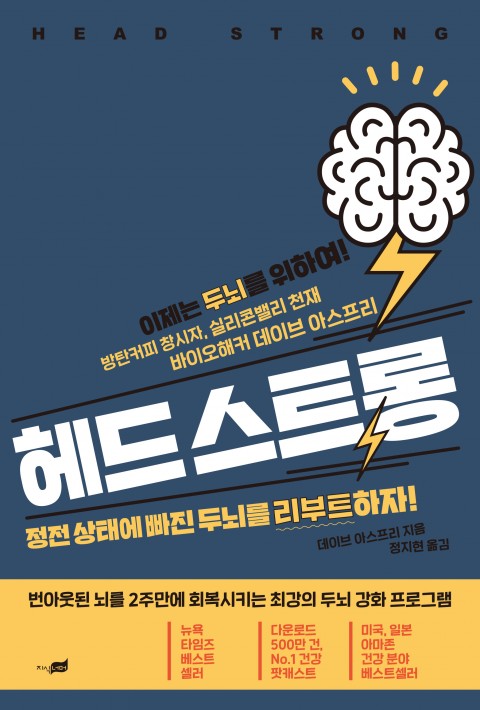 HEAD STRONG
이제는 두뇌를 위하여!
방탄커피 창시자, 실리콘밸리 천재
바이오해커 데이브 아스프리
헤드 스트롱
정전 상태에 빠진 두뇌를 리부트하자!
데이브 아스프리 지음
정지현 옮김
번아웃된 뇌를 2주만에 회복시키는 최강의 두뇌 강화 프로그램
뉴욕
타임즈
베스트
셀러
다운로드
500만 건,
No.1 건강
팟캐스트
미국, 일본
아마존
건강 분야
베스트셀러
지식너머